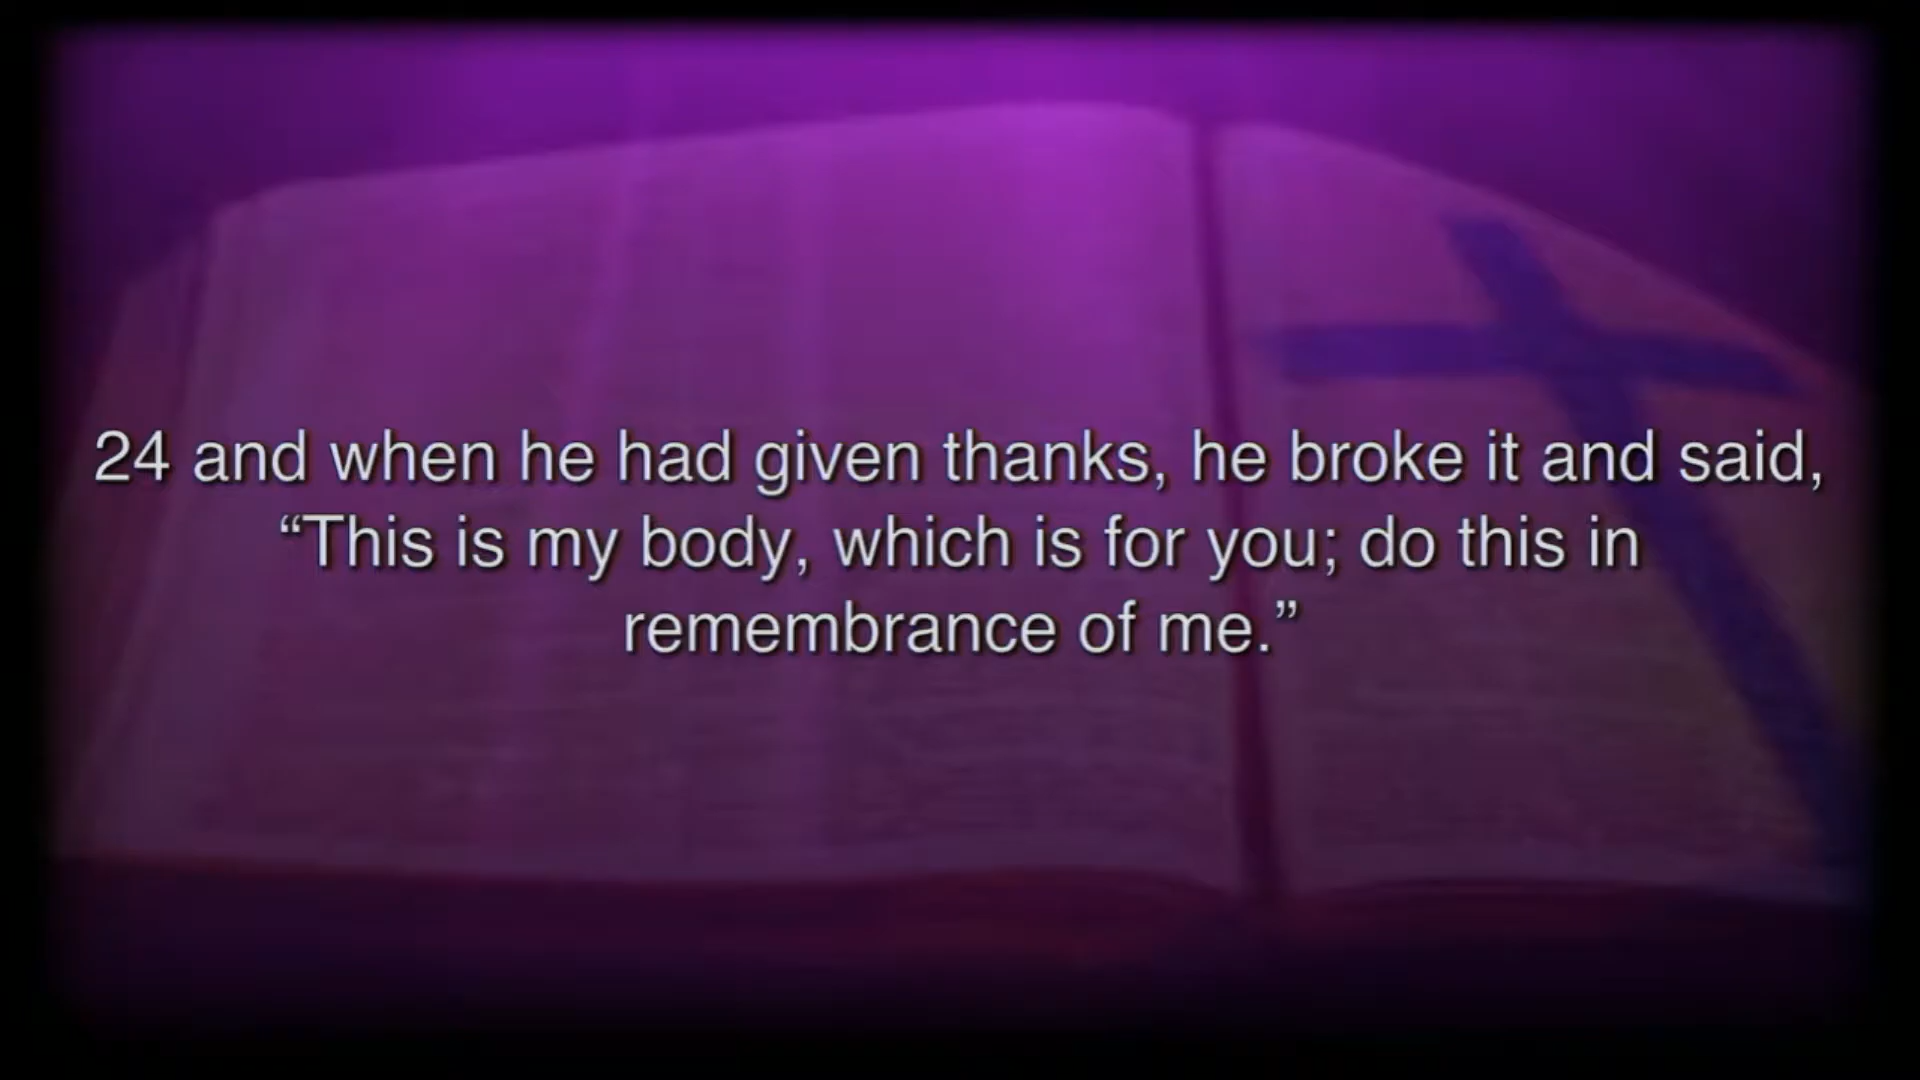 24 and when he had given thanks, he broke it and said,
“This is my body, which is for you; do this in
remembrance of me.”